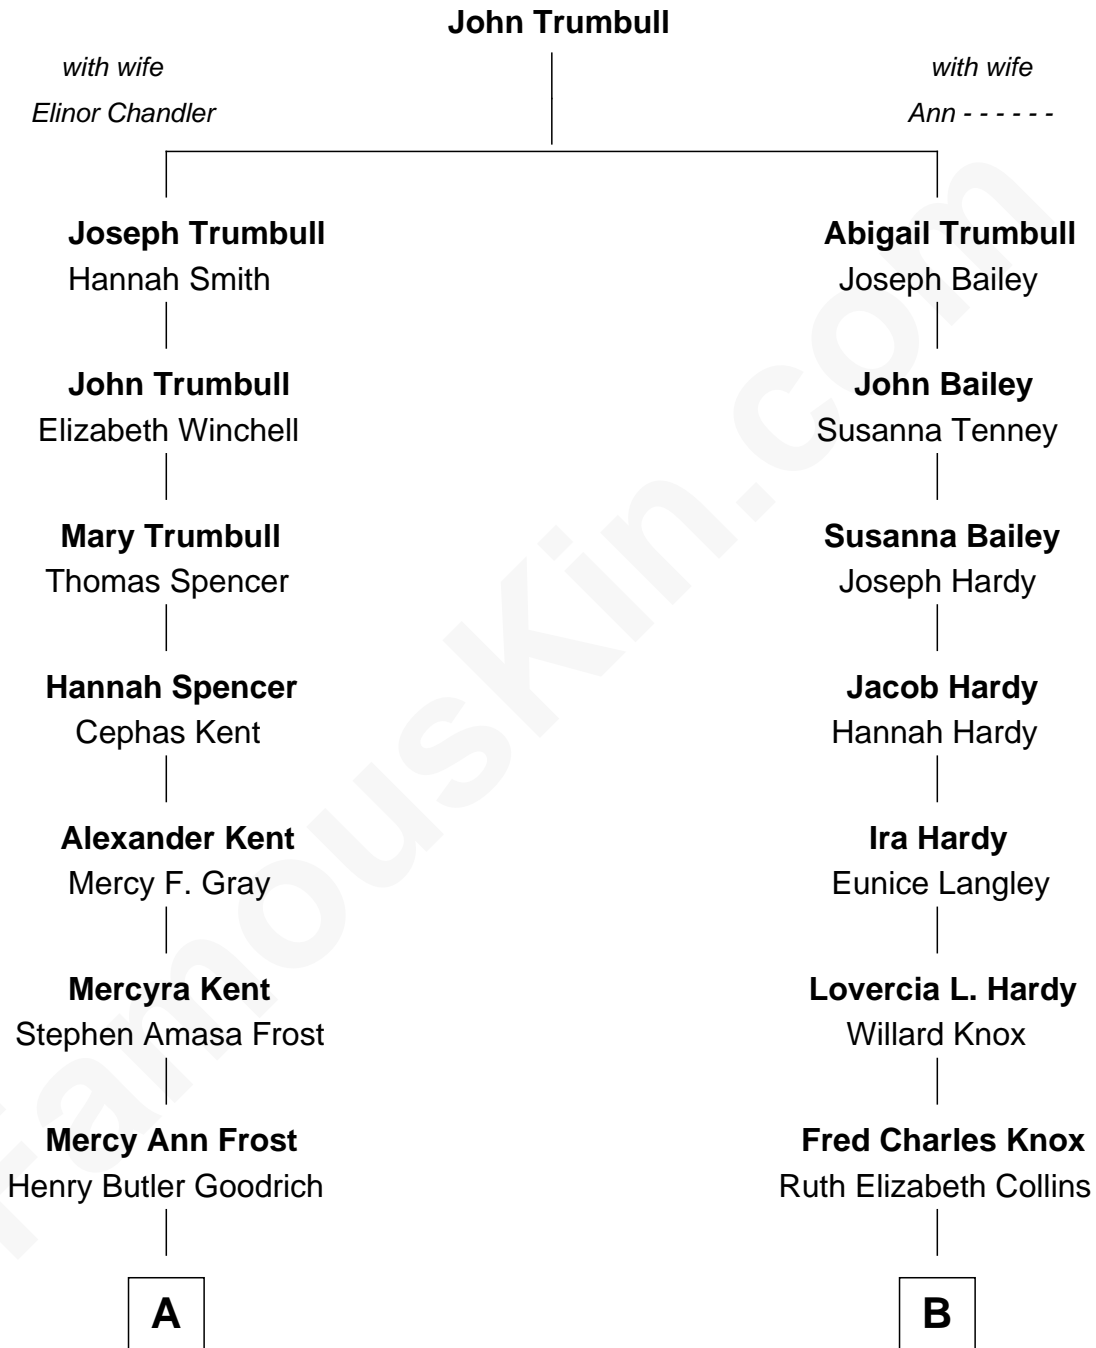 John Trumbull
with wife
Elinor Chandler
with wife
Ann - - - - - -
Joseph Trumbull
Hannah Smith
Abigail Trumbull
Joseph Bailey
John Trumbull
Elizabeth Winchell
John Bailey
Susanna Tenney
Mary Trumbull
Thomas Spencer
Susanna Bailey
Joseph Hardy
Hannah Spencer
Cephas Kent
Jacob Hardy
Hannah Hardy
Alexander Kent
Mercy F. Gray
Ira Hardy
Eunice Langley
Mercyra Kent
Stephen Amasa Frost
Lovercia L. Hardy
Willard Knox
Mercy Ann Frost
Henry Butler Goodrich
Fred Charles Knox
Ruth Elizabeth Collins
A
B
FamousKin.com